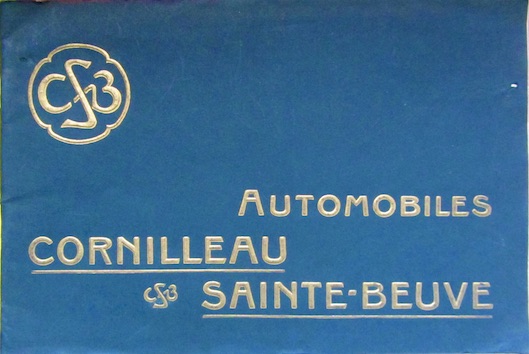 CSB
AUTOMOBILES
CORNILLEAU
CSB SAINTE-BEUVE